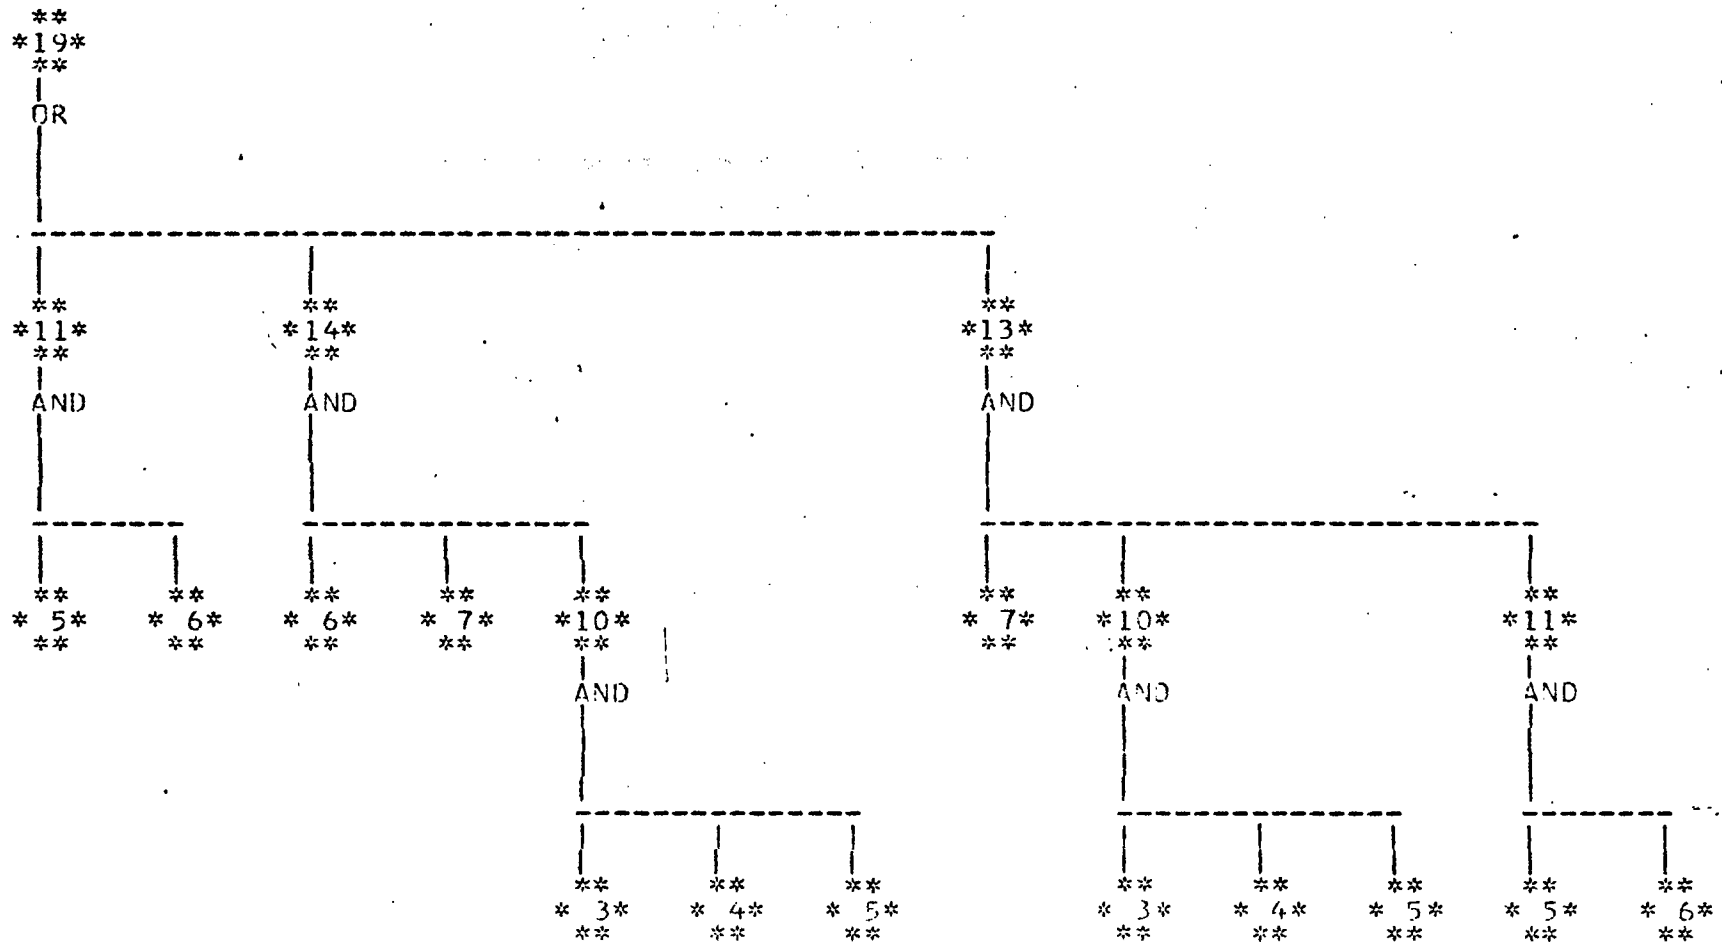 **
*19*
**
OR
** ** **
*11* *14* *13*
** ** **
AND AND AND
** ** ** ** ** ** ** **
* 5* * 6* * 6* * 7* *10* * 7* *10* *11*
** ** ** ** ** ** ** **
AND AND AND
** ** ** ** ** ** ** **
* 3* * 4* * 5* * 3* * 4* * 5* * 5* * 6*
** ** ** ** ** ** ** **